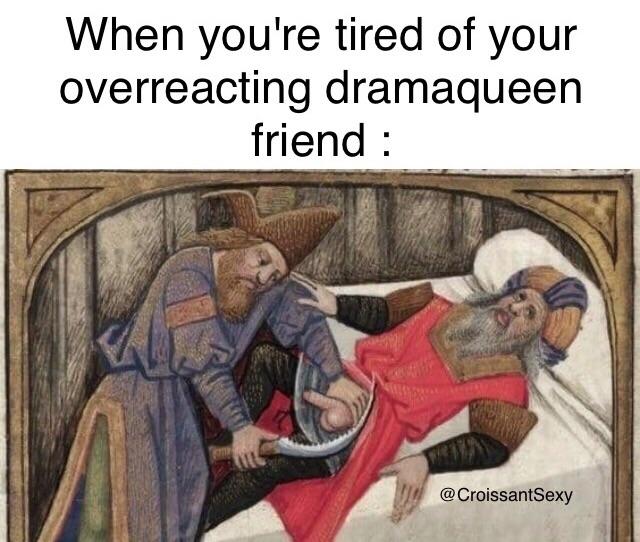 When you're tired of your
overreacting dramaqueen
friend :
@CroissantSexy